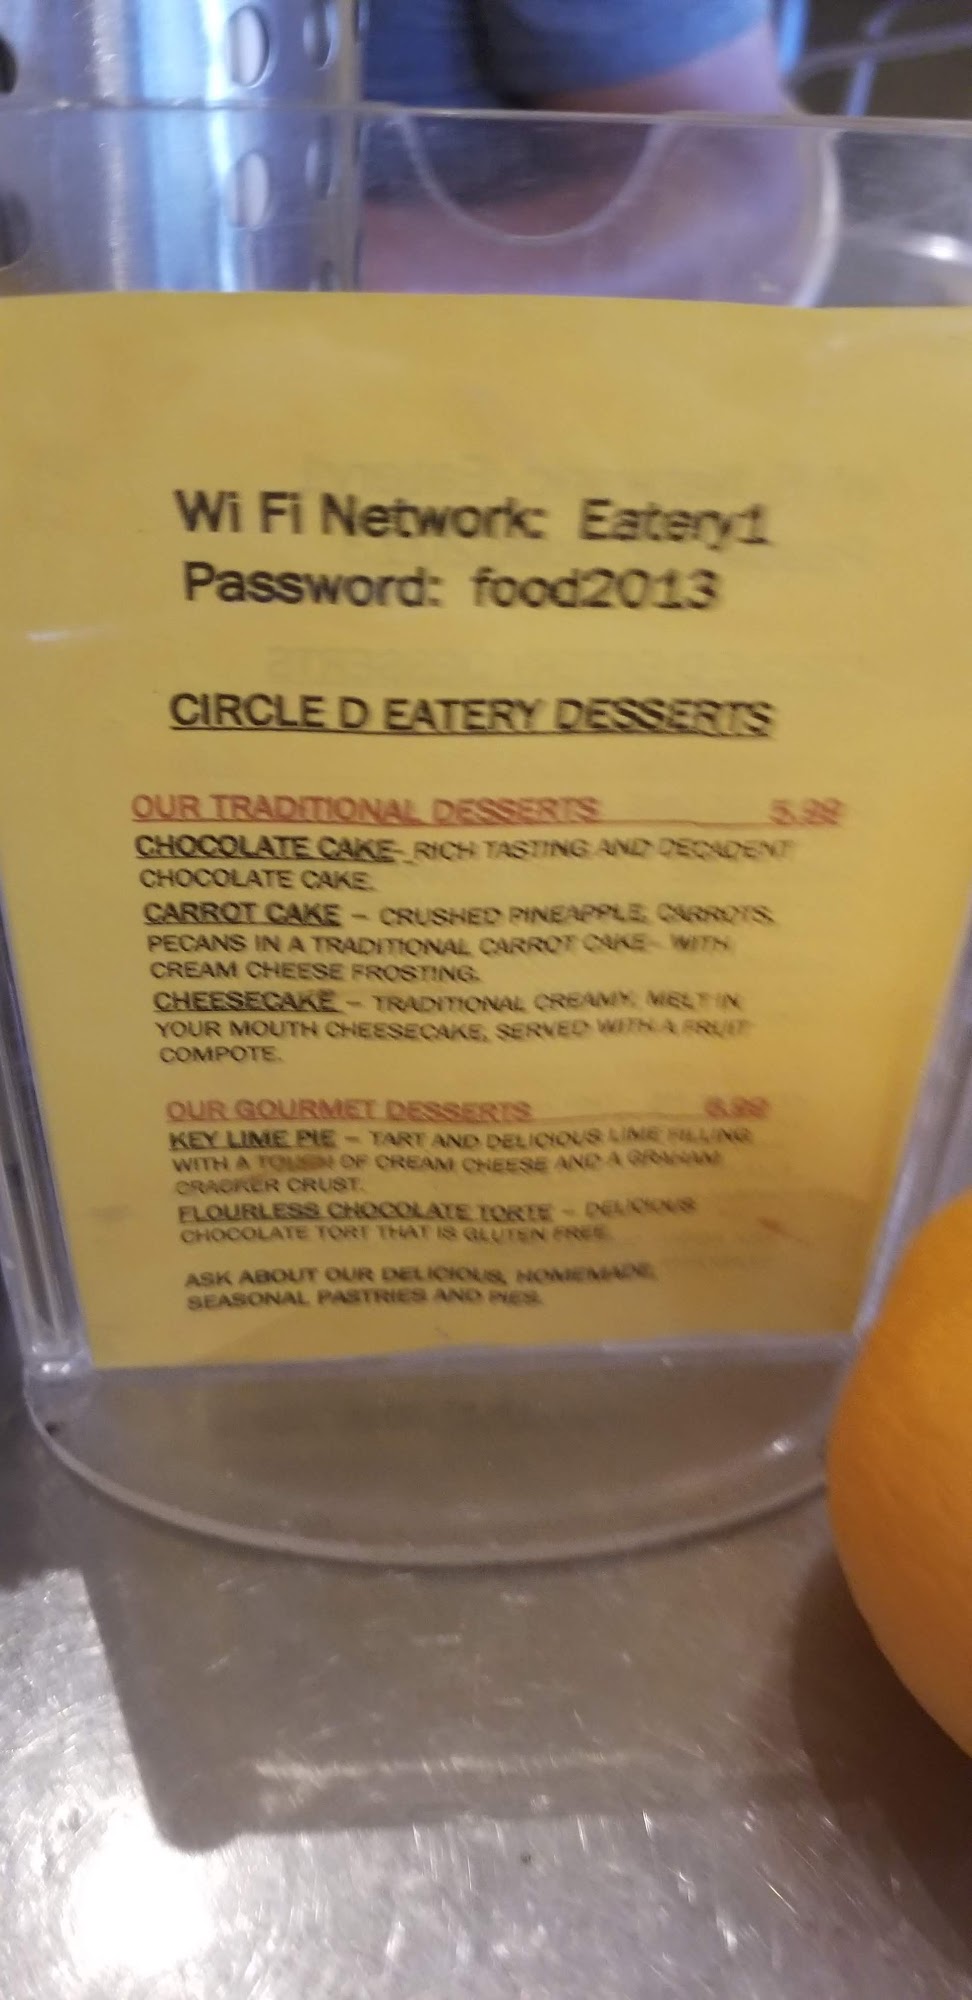 Wi Fi Network: Eatery1
Password: food2013
CIRCLE D EATERY DESSERTS
OUR TRADITIONAL DESSERTS 5.99
CHOCOLATE CAKE- RICH TASTING AND DECADENT
CHOCOLATE CAKE.
CARROT CAKE – CRUSHED PINEAPPLE, CARROTS,
PECANS IN A TRADITIONAL CARROT CAKE- WITH
CREAM CHEESE FROSTING.
CHEESECAKE – TRADITIONAL CREAMY, MELT IN
YOUR MOUTH CHEESECAKE, SERVED WITH A FRUIT
COMPOTE.
OUR GOURMET DESSERTS 6.99
KEY LIME PIE – TART AND DELICIOUS LIME FILLING
WITH A TOUCH OF CREAM CHEESE AND A GRAHAM
CRACKER CRUST.
FLOURLESS CHOCOLATE TORTE – DELICIOUS
CHOCOLATE TORT THAT IS GLUTEN FREE.
ASK ABOUT OUR DELICIOUS, HOMEMADE,
SEASONAL PASTRIES AND PIES.